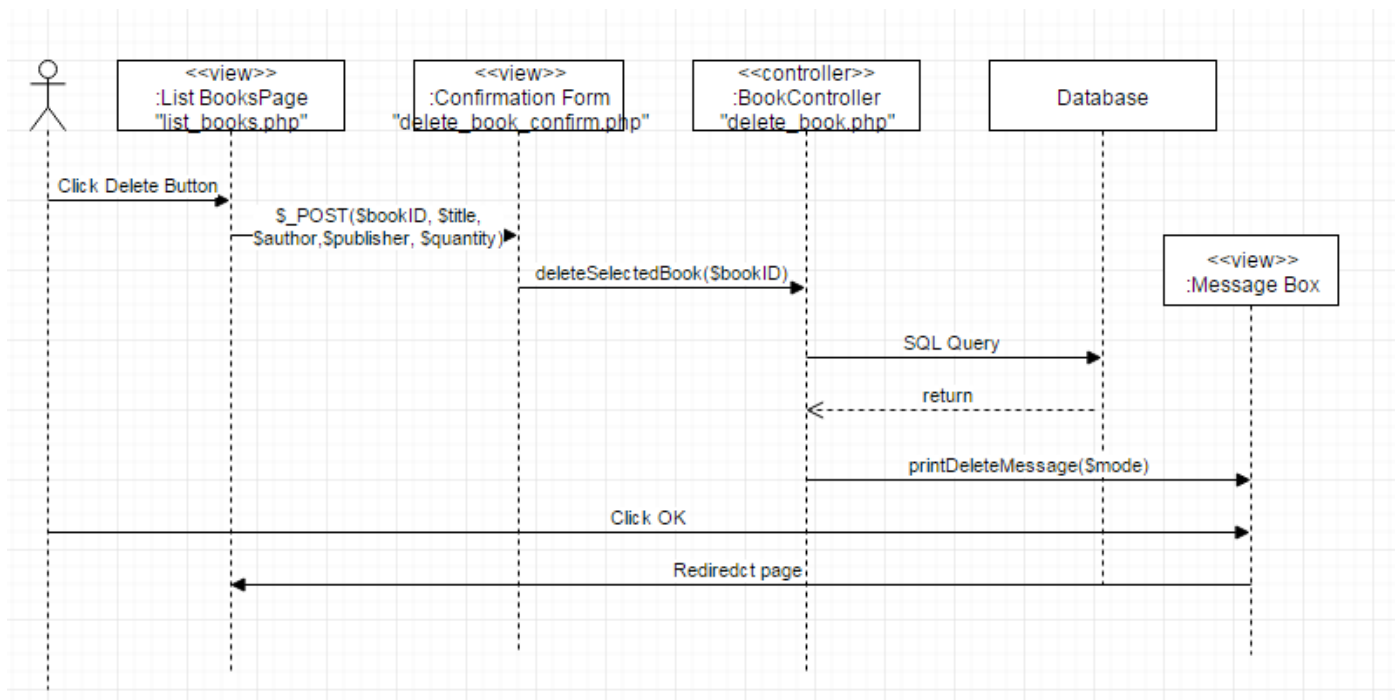 <<view>>
:List BooksPage
"list_books.php"
<<view>>
:Confirmation Form
"delete_book_confirm.php"
<<controller>>
:BookController
"delete_book.php"
Database
Click Delete Button
$_POST($bookID, $title,
$author,$publisher, $quantity)
<<view>>
:Message Box
deleteSelectedBook($bookID)
SQL Query
return
printDeleteMessage($mode)
Click OK
Rediredct page